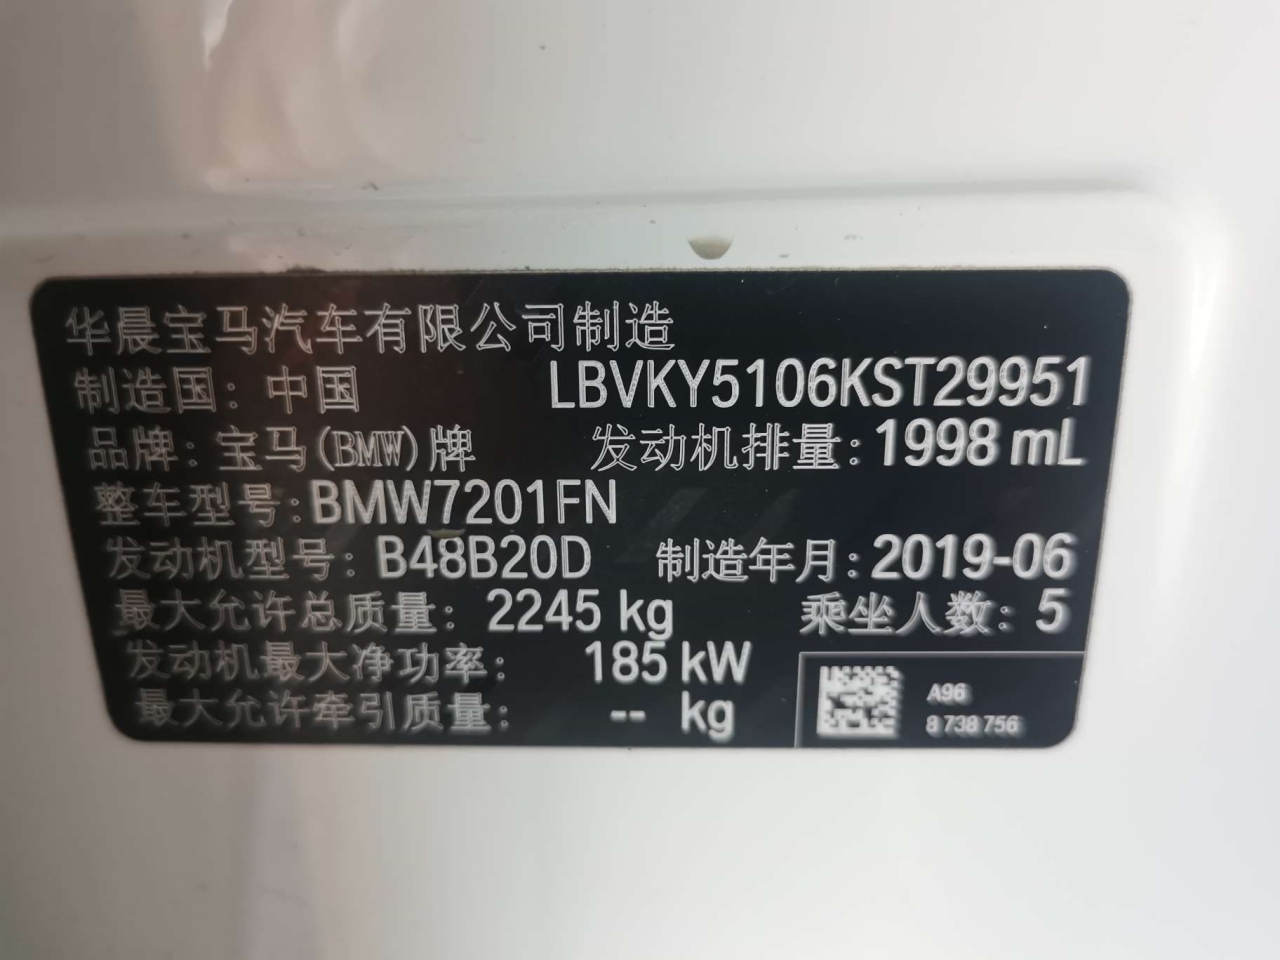 华晨宝马汽车有限公司制造
制造国: 中国 LBVKY5106KST29951
品牌: 宝马(BMW)牌 发动机排量: 1998 mL
整车型号: BMW7201FN
发动机型号: B48B20D 制造年月: 2019-06
最大允许总质量: 2245 kg 乘坐人数: 5
发动机最大净功率: 185 kW
最大允许牵引质量: -- kg
A96
8 738 756